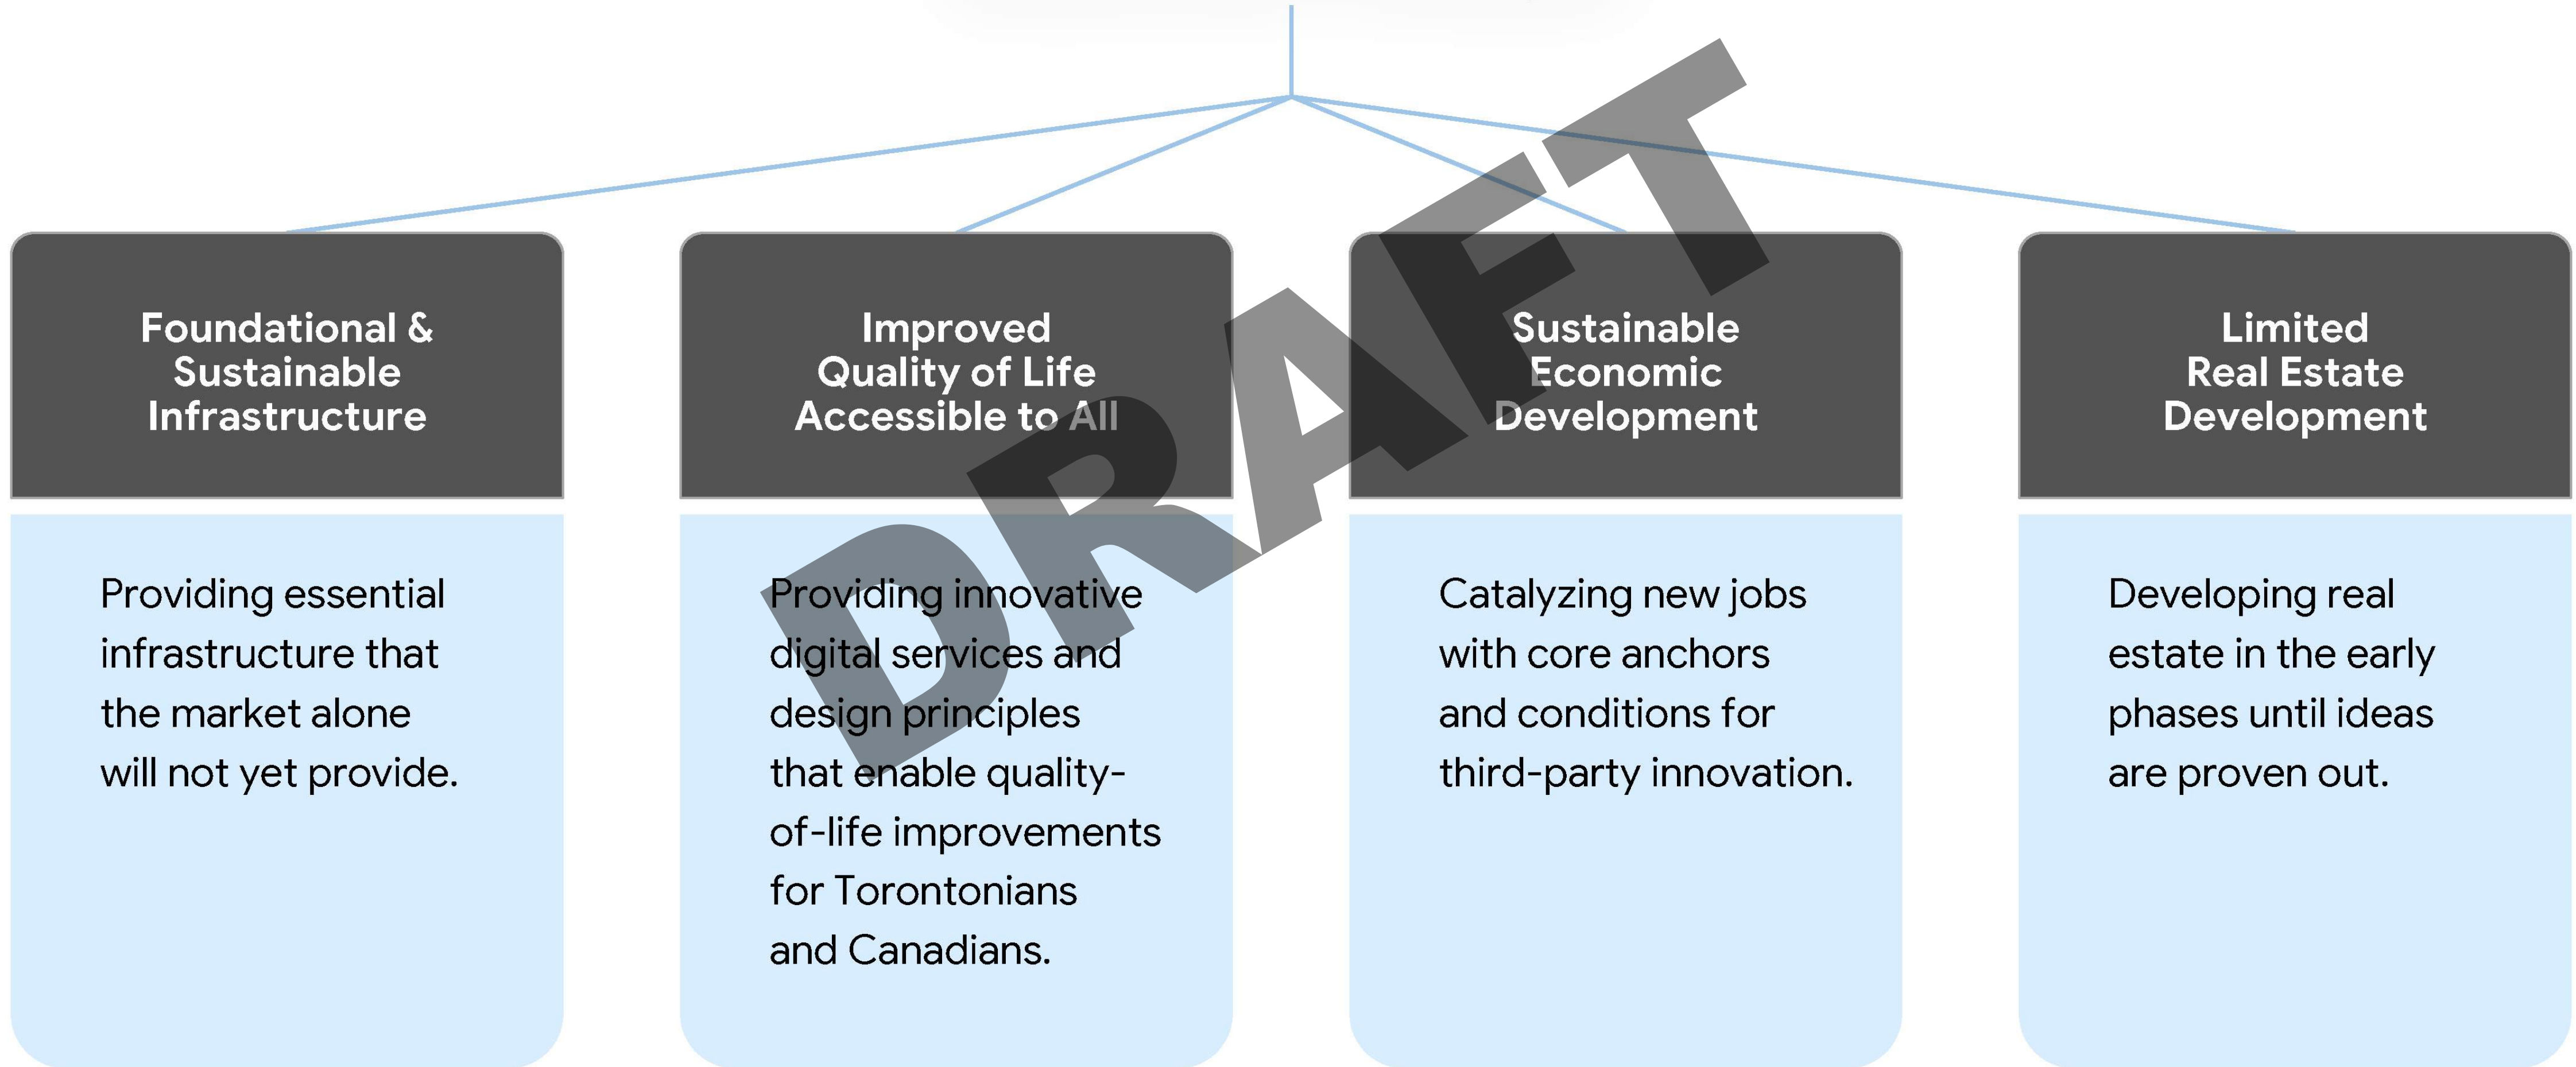 Foundational &
Sustainable
Infrastructure
Providing essential
infrastructure that
the market alone
will not yet provide.
Improved
Quality of Life
Accessible to All
Providing innovative
digital services and
design principles
that enable quality-
of-life improvements
for Torontonians
and Canadians.
Sustainable
Economic
Development
Catalyzing new jobs
with core anchors
and conditions for
third-party innovation.
Limited
Real Estate
Development
Developing real
estate in the early
phases until ideas
are proven out.
DRAFT